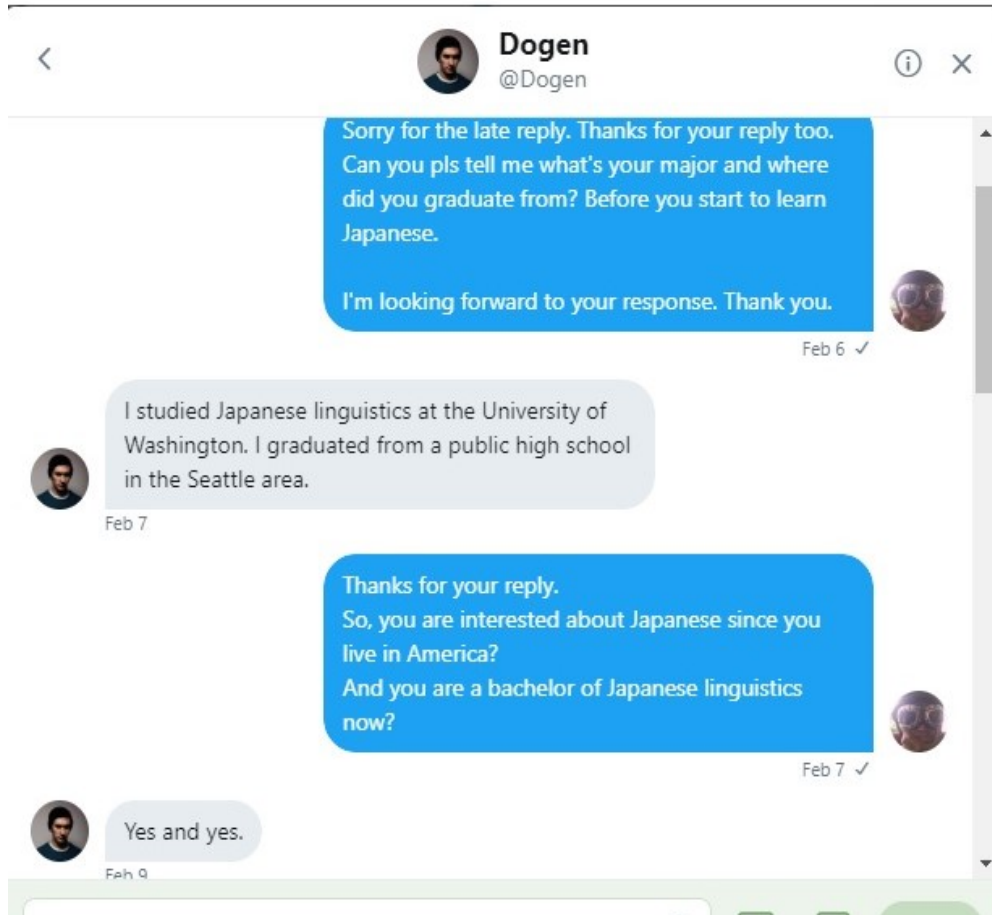 Dogen
@Dogen
Sorry for the late reply. Thanks for your reply too.
Can you pls tell me what's your major and where
did you graduate from? Before you start to learn
Japanese.
I'm looking forward to your response. Thank you.
Feb 6 ✓
I studied Japanese linguistics at the University of
Washington. I graduated from a public high school
in the Seattle area.
Feb 7
Thanks for your reply.
So, you are interested about Japanese since you
live in America?
And you are a bachelor of Japanese linguistics
now?
Feb 7 ✓
Yes and yes.
Feb 9